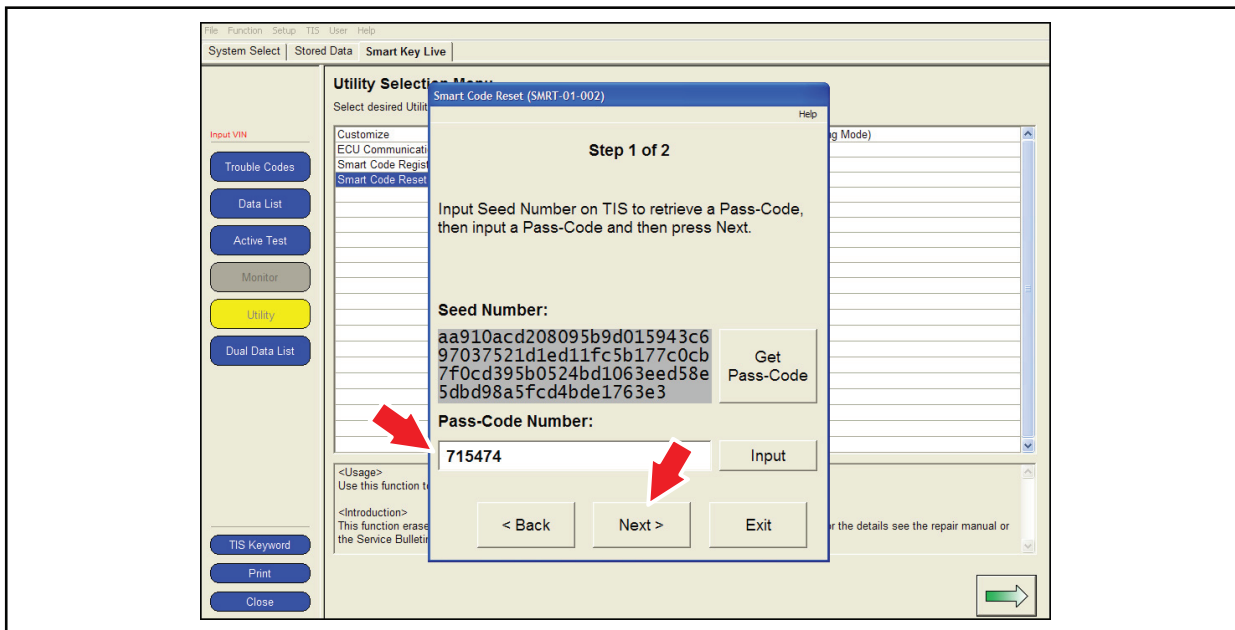 File Function Setup TIS User Help
System Select Stored Data Smart Key Live
Utility Selection Menu
Select desired Utilit
Input VIN
Trouble Codes
Data List
Active Test
Monitor
Utility
Dual Data List
TIS Keyword
Print
Close
Customize
ECU Communicati
Smart Code Regist
Smart Code Reset
g Mode)
Smart Code Reset (SMRT-01-002)
Help
Step 1 of 2
Input Seed Number on TIS to retrieve a Pass-Code,
then input a Pass-Code and then press Next.
Seed Number:
aa910acd208095b9d015943c6
97037521d1ed11fc5b177c0cb
7f0cd395b0524bd1063eed58e
5dbd98a5fcd4bde1763e3
Get
Pass-Code
Pass-Code Number:
715474
Input
< Back Next > Exit
<Usage>
Use this function t
<Introduction>
This function erase
r the details see the repair manual or
the Service Bulletin